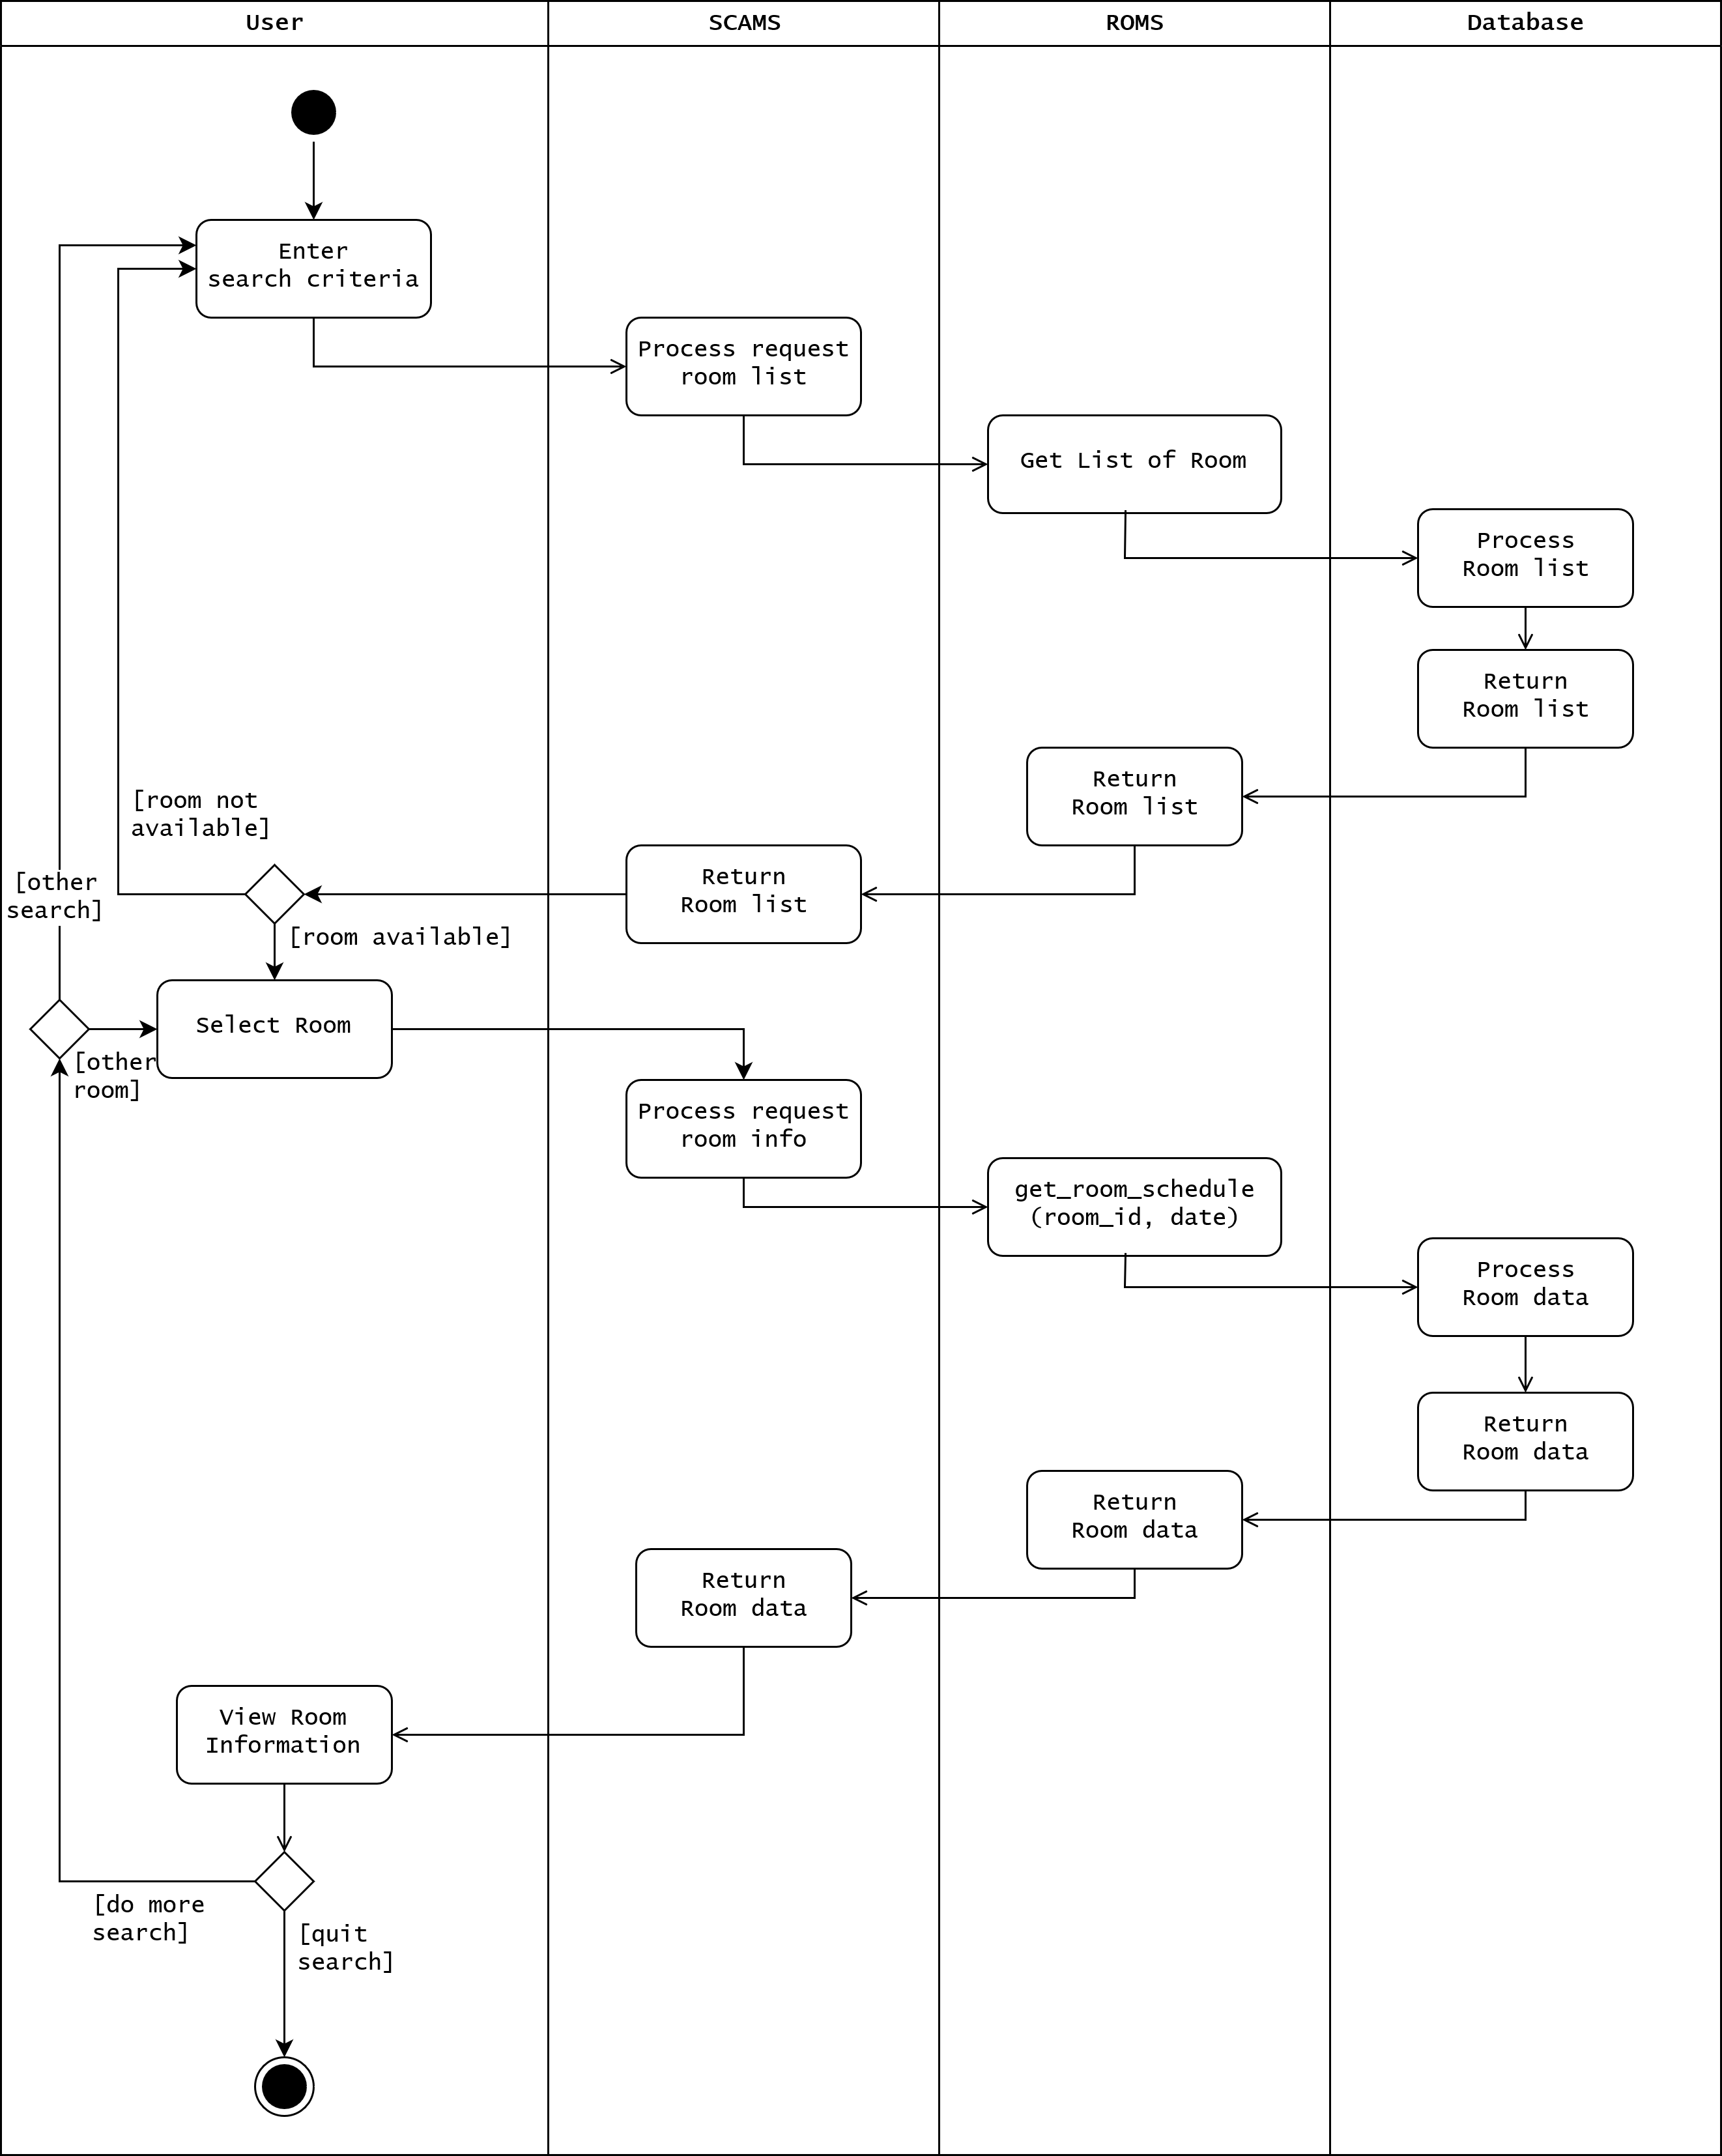 User
SCAMS
ROMS
Database
Enter
search criteria
Process request
room list
Get List of Room
Process
Room list
Return
Room list
Return
Room list
[room not
available]
Return
Room list
[other
search]
[room available]
Select Room
[other
room]
Process request
room info
get_room_schedule
(room_id, date)
Process
Room data
Return
Room data
Return
Room data
Return
Room data
View Room
Information
[do more
search]
[quit
search]